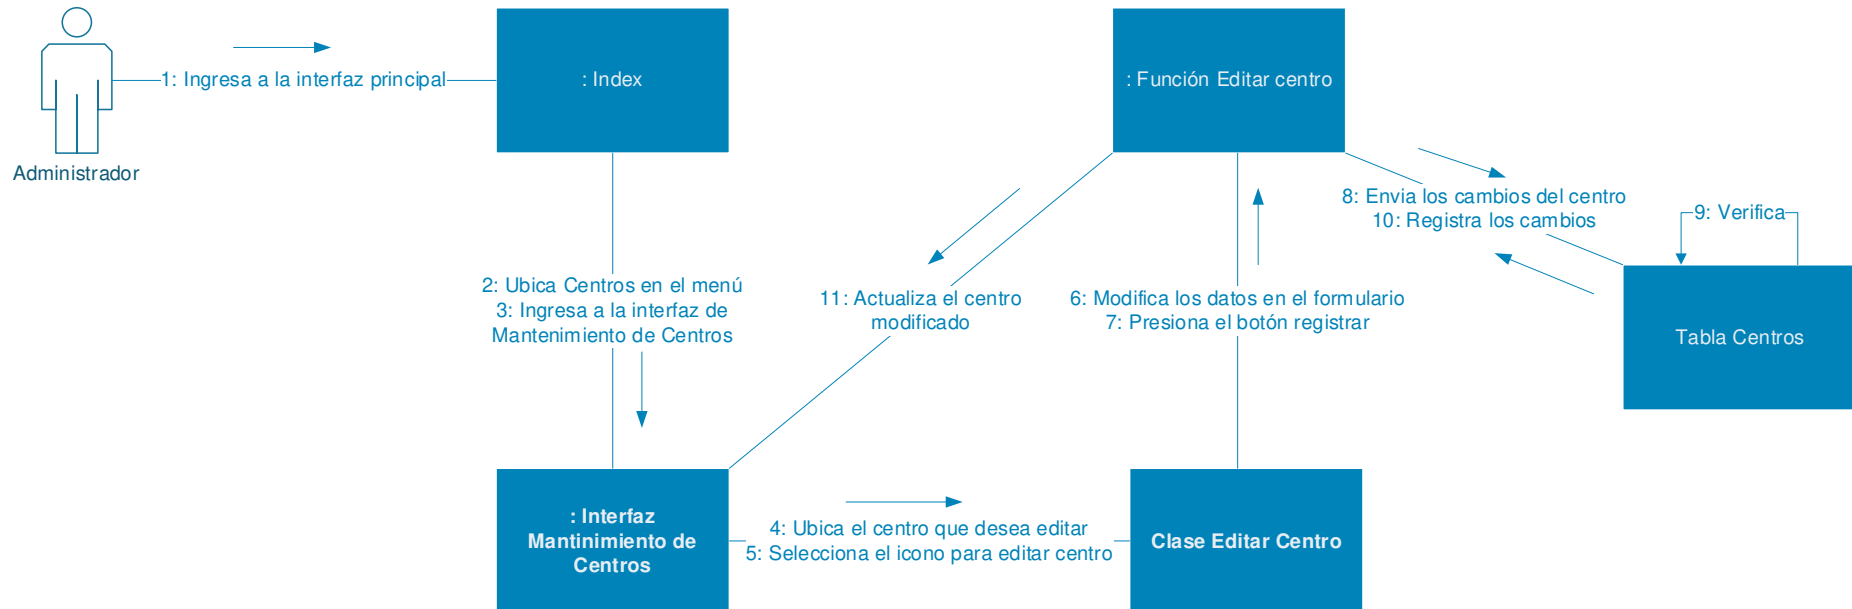 1: Ingresa a la interfaz principal
: Index
: Función Editar centro
Administrador
8: Envia los cambios del centro
10: Registra los cambios
9: Verifica
2: Ubica Centros en el menú
3: Ingresa a la interfaz de
Mantenimiento de Centros
11: Actualiza el centro
modificado
6: Modifica los datos en el formulario
7: Presiona el botón registrar
Tabla Centros
: Interfaz
Mantinimiento de
Centros
4: Ubica el centro que desea editar
5: Selecciona el icono para editar centro
Clase Editar Centro